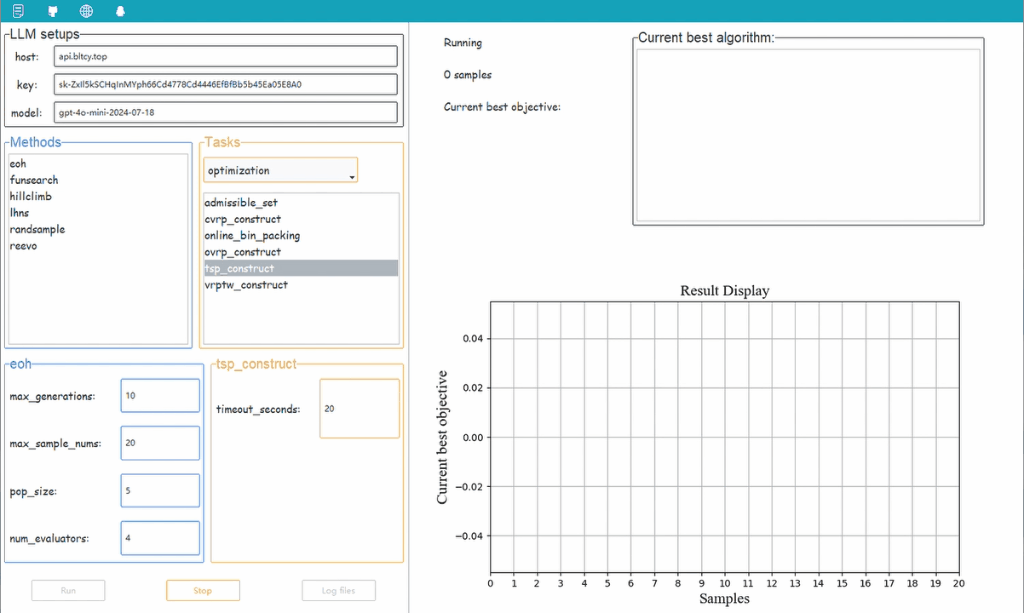 LLM setups
host: api.bltcy.top
key: sk-ZxIl5kSCHqInMYph66Cd4778Cd4446EfBfBb5b45Ea05E8A0
model: gpt-4o-mini-2024-07-18
Methods
eoh
funsearch
hillclimb
lhns
randsample
reevo
Tasks
optimization
admissible_set
cvrp_construct
online_bin_packing
ovrp_construct
tsp_construct
vrptw_construct
eoh
max_generations: 10
max_sample_nums: 20
pop_size: 5
num_evaluators: 4
tsp_construct
timeout_seconds: 20
Run
Stop
Log files
Running
0 samples
Current best objective:
Current best algorithm:
Result Display
Current best objective
0.04
0.02
0.00
−0.02
−0.04
0 1 2 3 4 5 6 7 8 9 10 11 12 13 14 15 16 17 18 19 20
Samples